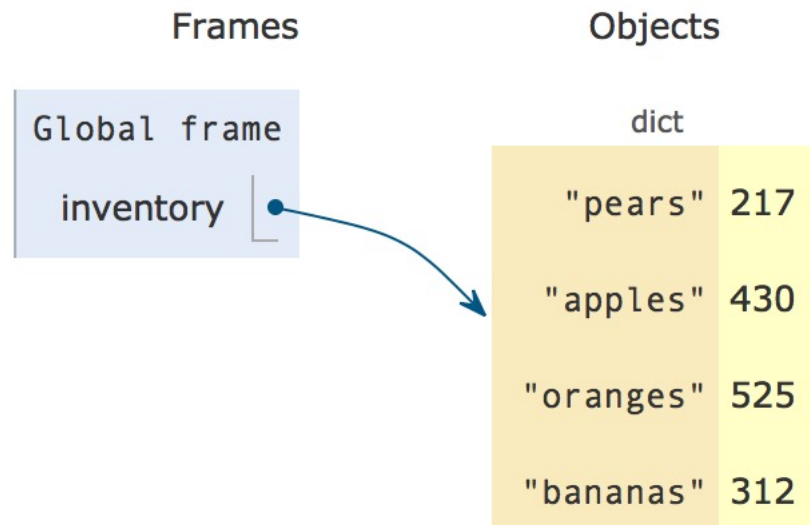 Frames
Objects
Global frame
inventory
dict
"pears" 217
"apples" 430
"oranges" 525
"bananas" 312